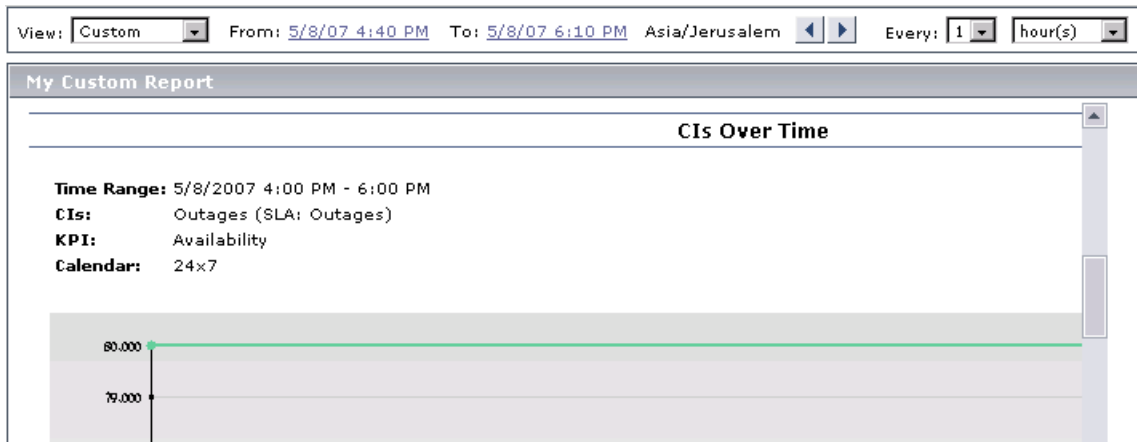 View: Custom From: 5/8/07 4:40 PM To: 5/8/07 6:10 PM Asia/Jerusalem Every: 1 hour(s)
My Custom Report
CIs Over Time
Time Range: 5/8/2007 4:00 PM - 6:00 PM
CIs: Outages (SLA: Outages)
KPI: Availability
Calendar: 24x7
80.000
79.000